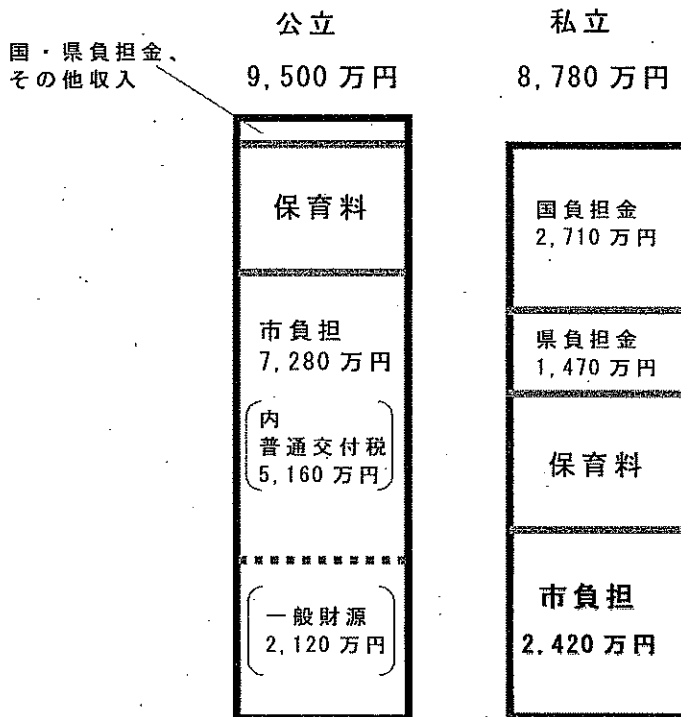 公立
9,500 万円
国・県負担金、
その他収入
保育料
市負担
7,280 万円
内
普通交付税
5,160 万円
一般財源
2,120 万円
私立
8,780 万円
国負担金
2,710 万円
県負担金
1,470 万円
保育料
市負担
2,420 万円